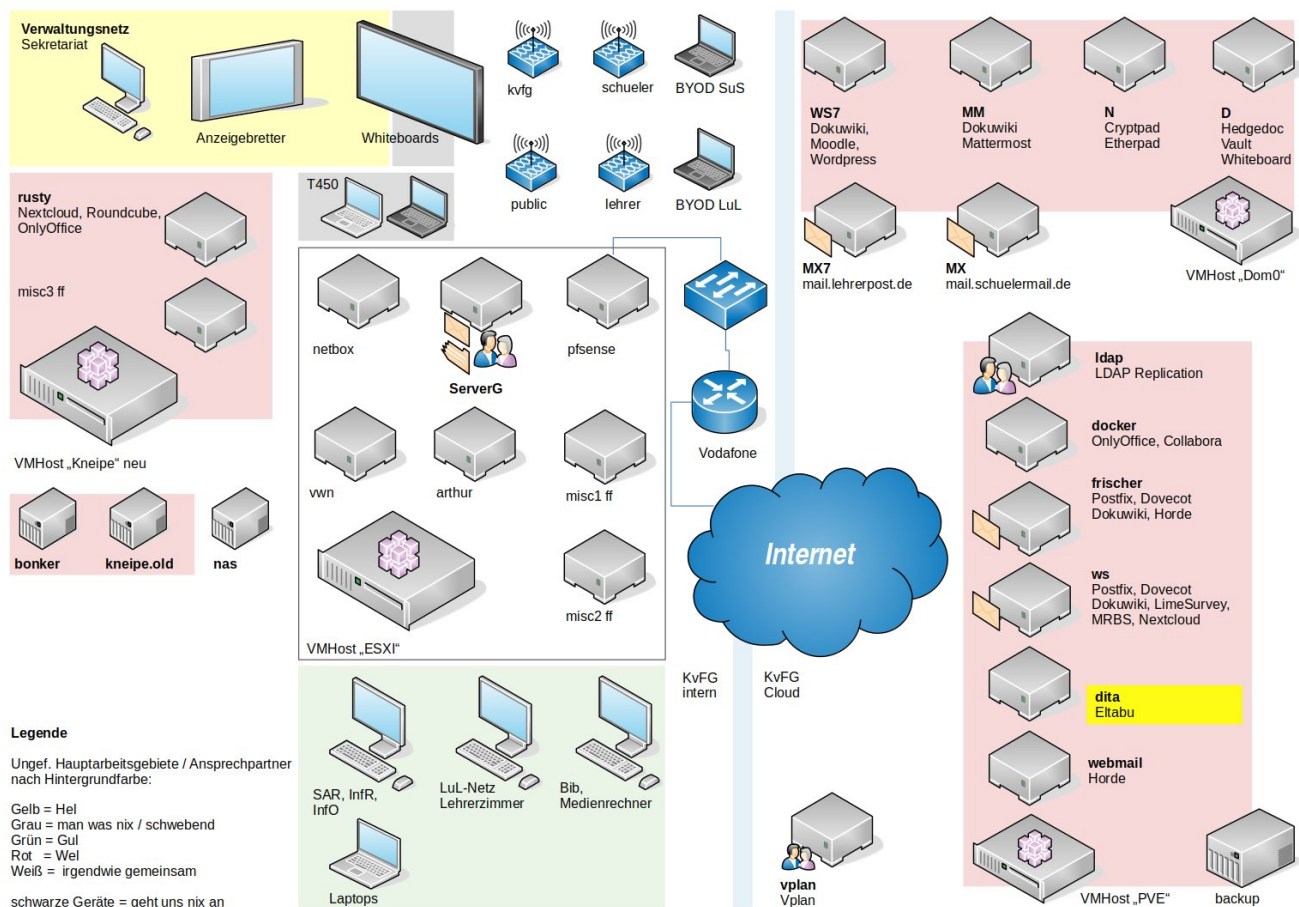 Verwaltungsnetz
Sekretariat
Anzeigebretter
Whiteboards
kvfg
schueler
BYOD SuS
public
lehrer
BYOD LuL
WS7
Dokuwiki,
Moodle,
Wordpress
MM
Dokuwiki
Mattermost
N
Cryptpad
Etherpad
D
Hedgedoc
Vault
Whiteboard
MX7
mail.lehrerpost.de
MX
mail.schuelermail.de
VMHost „Dom0“
rusty
Nextcloud, Roundcube,
OnlyOffice
misc3 ff
VMHost „Kneipe“ neu
bonker
kneipe.old
nas
T450
netbox
ServerG
pfsense
vwn
arthur
misc1 ff
misc2 ff
VMHost „ESXI“
Vodafone
Internet
KvFG
intern
KvFG
Cloud
ldap
LDAP Replication
docker
OnlyOffice, Collabora
frischer
Postfix, Dovecot
Dokuwiki, Horde
ws
Postfix, Dovecot
Dokuwiki, LimeSurvey,
MRBS, Nextcloud
dita
Eltabu
webmail
Horde
VMHost „PVE“
backup
vplan
Vplan
SAR, InfR,
InfO
LuL-Netz
Lehrerzimmer
Bib,
Medienrechner
Laptops
Legende
Ungef. Hauptarbeitsgebiete / Ansprechpartner
nach Hintergrundfarbe:
Gelb = Hel
Grau = man was nix / schwebend
Grün = Gul
Rot = Wel
Weiß = irgendwie gemeinsam
schwarze Geräte = geht uns nix an